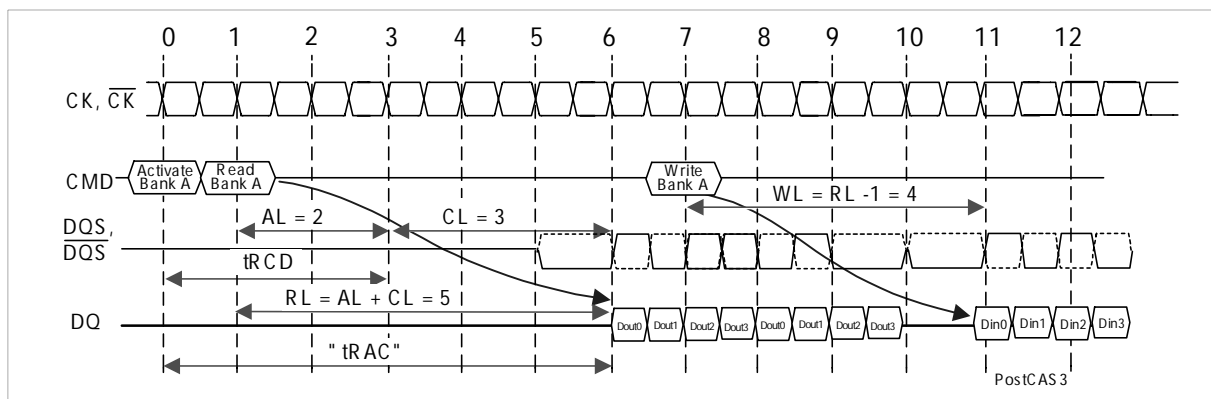 0 1 2 3 4 5 6 7 8 9 10 11 12
CK, CK
CMD
Activate
Bank A
Read
Bank A
Write
Bank A
WL = RL -1 = 4
AL = 2
CL = 3
DQS,
DQS
tRCD
RL = AL + CL = 5
DQ
Dout0 Dout1 Dout2 Dout3 Dout0 Dout1 Dout2 Dout3
Din0 Din1 Din2 Din3
"tRAC"
PostCAS3